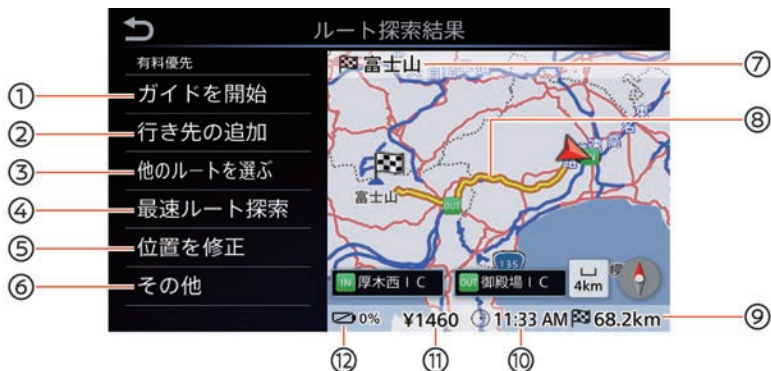 ルート探索結果
有料優先
① ガイドを開始
② 行き先の追加
③ 他のルートを選ぶ
④ 最速ルート探索
⑤ 位置を修正
⑥ その他
富士山 ⑦
⑧
富士山
OUT
135
IN 厚木西IC
OUT 御殿場IC
4km
0% ¥1460 11:33 AM 68.2km ⑨
⑫ ⑪ ⑩